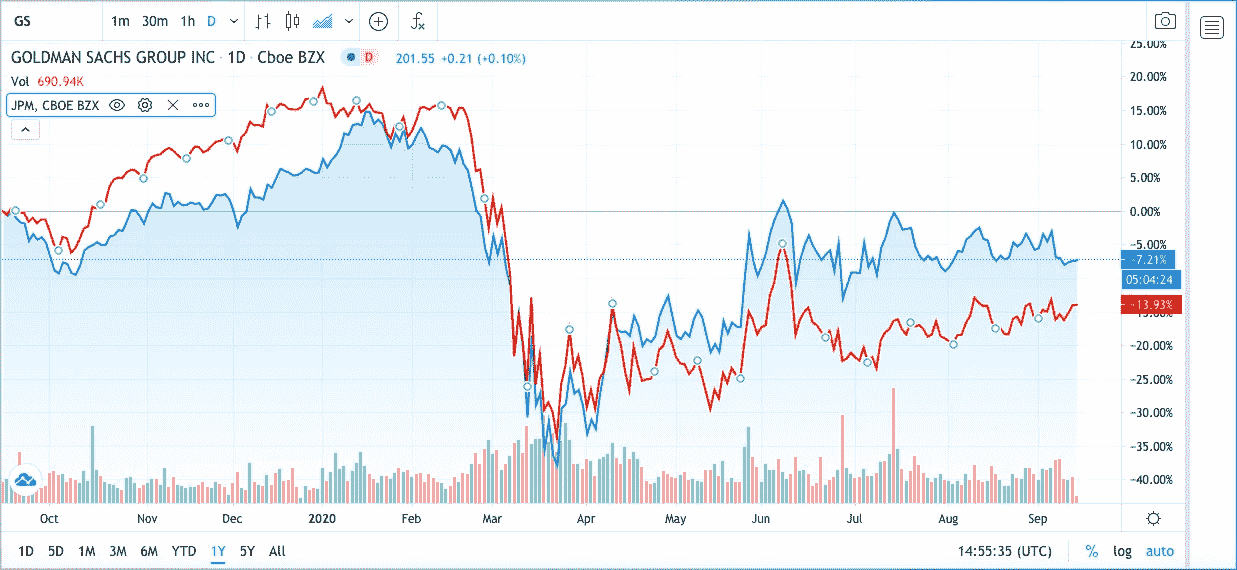 GS 1m 30m 1h D
GOLDMAN SACHS GROUP INC · 1D · Cboe BZX D 201.55 +0.21 (+0.10%)
Vol 690.94K
JPM, CBOE BZX
25.00%
20.00%
15.00%
10.00%
5.00%
0.00%
-5.00%
-7.21%
05:04:24
-13.93%
-15.00%
-20.00%
-25.00%
-30.00%
-35.00%
-40.00%
Oct Nov Dec 2020 Feb Mar Apr May Jun Jul Aug Sep
1D 5D 1M 3M 6M YTD 1Y 5Y All 14:55:35 (UTC) % log auto